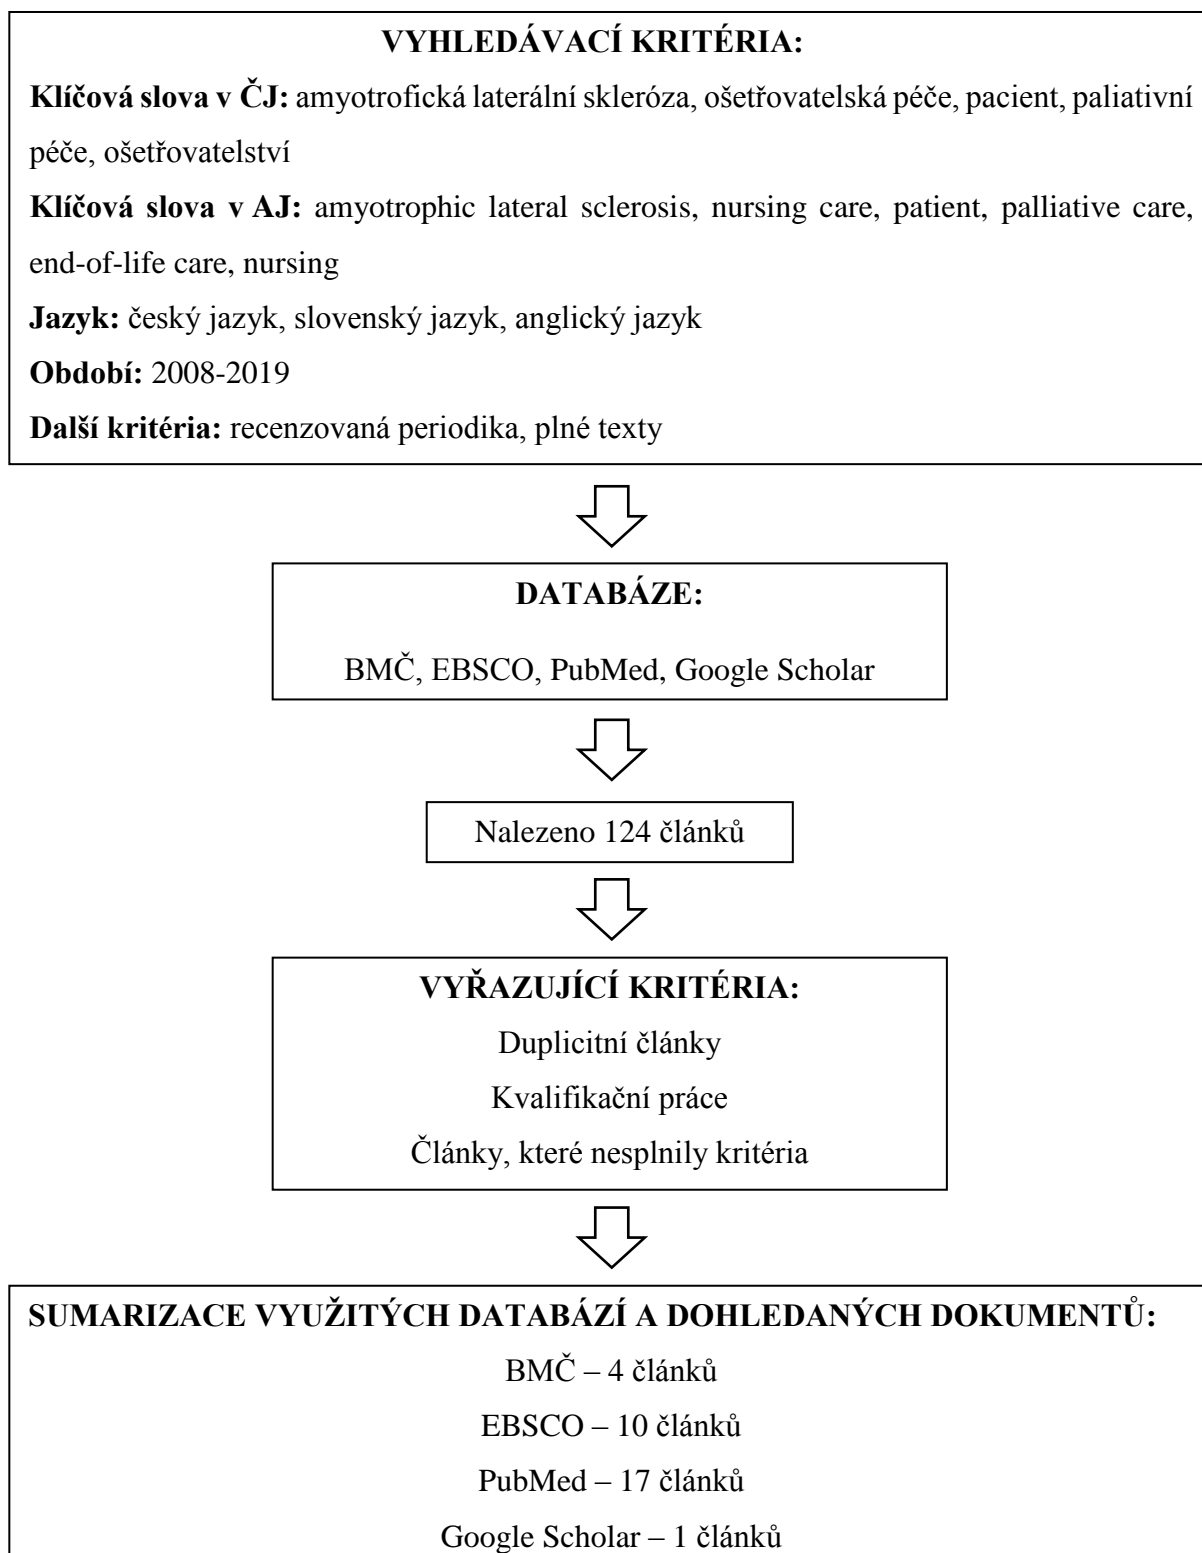 VYHLEDÁVACÍ KRITÉRIA:
Klíčová slova v ČJ: amyotrofická laterální skleróza, ošetřovatelská péče, pacient, paliativní
péče, ošetřovatelství
Klíčová slova v AJ: amyotrophic lateral sclerosis, nursing care, patient, palliative care,
end-of-life care, nursing
Jazyk: český jazyk, slovenský jazyk, anglický jazyk
Období: 2008-2019
Další kritéria: recenzovaná periodika, plné texty
DATABÁZE:
BMČ, EBSCO, PubMed, Google Scholar
Nalezeno 124 článků
VYŘAZUJÍCÍ KRITÉRIA:
Duplicitní články
Kvalifikační práce
Články, které nesplnily kritéria
SUMARIZACE VYUŽITÝCH DATABÁZÍ A DOHLEDANÝCH DOKUMENTŮ:
BMČ – 4 článků
EBSCO – 10 článků
PubMed – 17 článků
Google Scholar – 1 článků